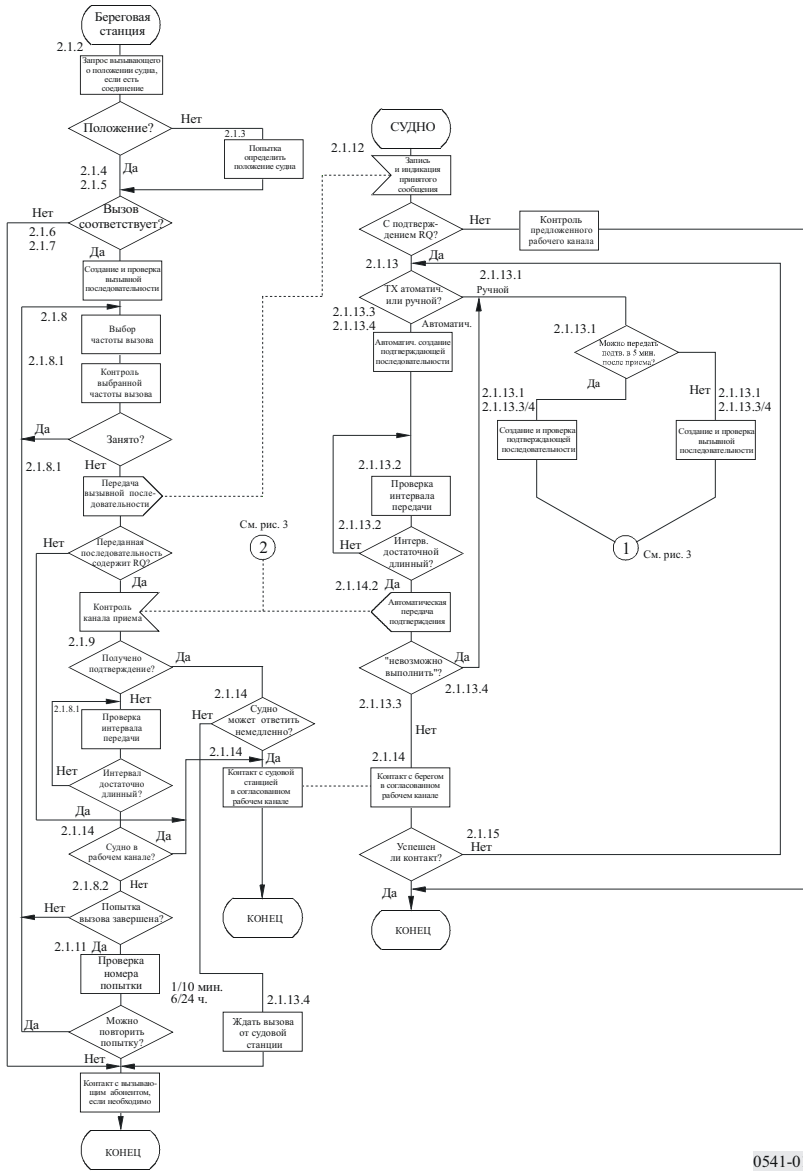 Береговая
станция
2.1.2
Запрос вызывающего
о положении судна,
если есть
соединение
Положение?
Нет
2.1.3
Попытка
определить
положение судна
2.1.4
2.1.5
Да
Нет
2.1.6
2.1.7
Вызов
соответствует?
Да
Создание и проверка
вызывной
последовательности
2.1.8
Выбор
частоты вызова
2.1.8.1
Контроль
выбранной
частоты вызова
Да
Занято?
2.1.8.1
Нет
Передача
вызывной после-
довательности
Нет
Переданная
последовательность
содержит RQ?
Да
Контроль
канала приема
2.1.9
Получено
подтверждение?
Да
Нет
2.1.8.1
Проверка
интервала
передачи
Нет
Интервал
достаточно
длинный?
Да
Да
2.1.14
Судно в
рабочем канале?
Да
2.1.8.2
Нет
Нет
Попытка
вызова завершена?
2.1.11
Да
Проверка
номера
попытки
Да
Можно
повторить
попытку?
Нет
Контакт с вызываю-
щим абонентом,
если необходимо
КОНЕЦ
2.1.14
Нет
Судно
может ответить
немедленно?
2.1.14
Да
Контакт с судовой
станцией
в согласованном
рабочем канале
КОНЕЦ
1/10 мин.
6/24 ч.
2.1.13.4
Ждать вызова
от судовой
станции
См. рис. 3
2
СУДНО
2.1.12
Запись
и индикация
принятого
сообщения
С подтверж-
дением RQ?
Нет
Контроль
предложенного
рабочего канала
2.1.13
Да
ТХ атоматич.
или ручной?
2.1.13.1
Ручной
2.1.13.3
2.1.13.4
Автоматич.
Автоматич. создание
подтверждающей
последовательности
2.1.13.1
Можно передать
подтв. в 5 мин.
после приема?
Да
2.1.13.1
2.1.13.3/4
Нет
2.1.13.1
2.1.13.3/4
Создание и проверка
подтверждающей
последовательности
Создание и проверка
вызывной
последовательности
1
См. рис. 3
2.1.13.2
Проверка
интервала
передачи
2.1.13.2
Нет
Интерв.
достаточной
длинный?
2.1.14.2
Да
Автоматическая
передача
подтверждения
"невозможно
выполнить"?
Да
2.1.13.4
2.1.13.3
Нет
2.1.14
Контакт с берегом
в согласованном
рабочем канале
2.1.15
Успешен
ли контакт?
Нет
Да
КОНЕЦ
0541-0